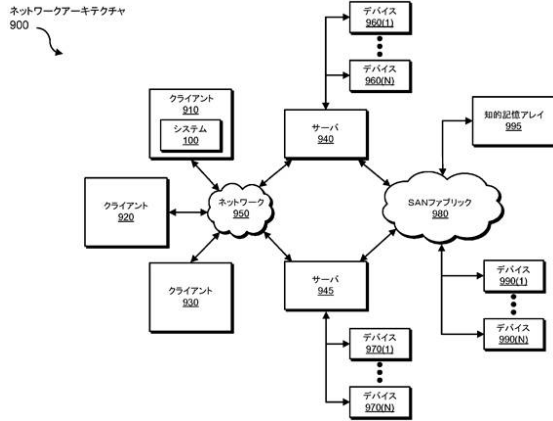 ネットワークアーキテクチャ
900
デバイス
960(1)
デバイス
960(N)
クライアント
910
システム
100
サーバ
940
知的記憶アレイ
995
クライアント
920
ネットワーク
950
SANファブリック
980
クライアント
930
サーバ
945
デバイス
990(1)
デバイス
990(N)
デバイス
970(1)
デバイス
970(N)